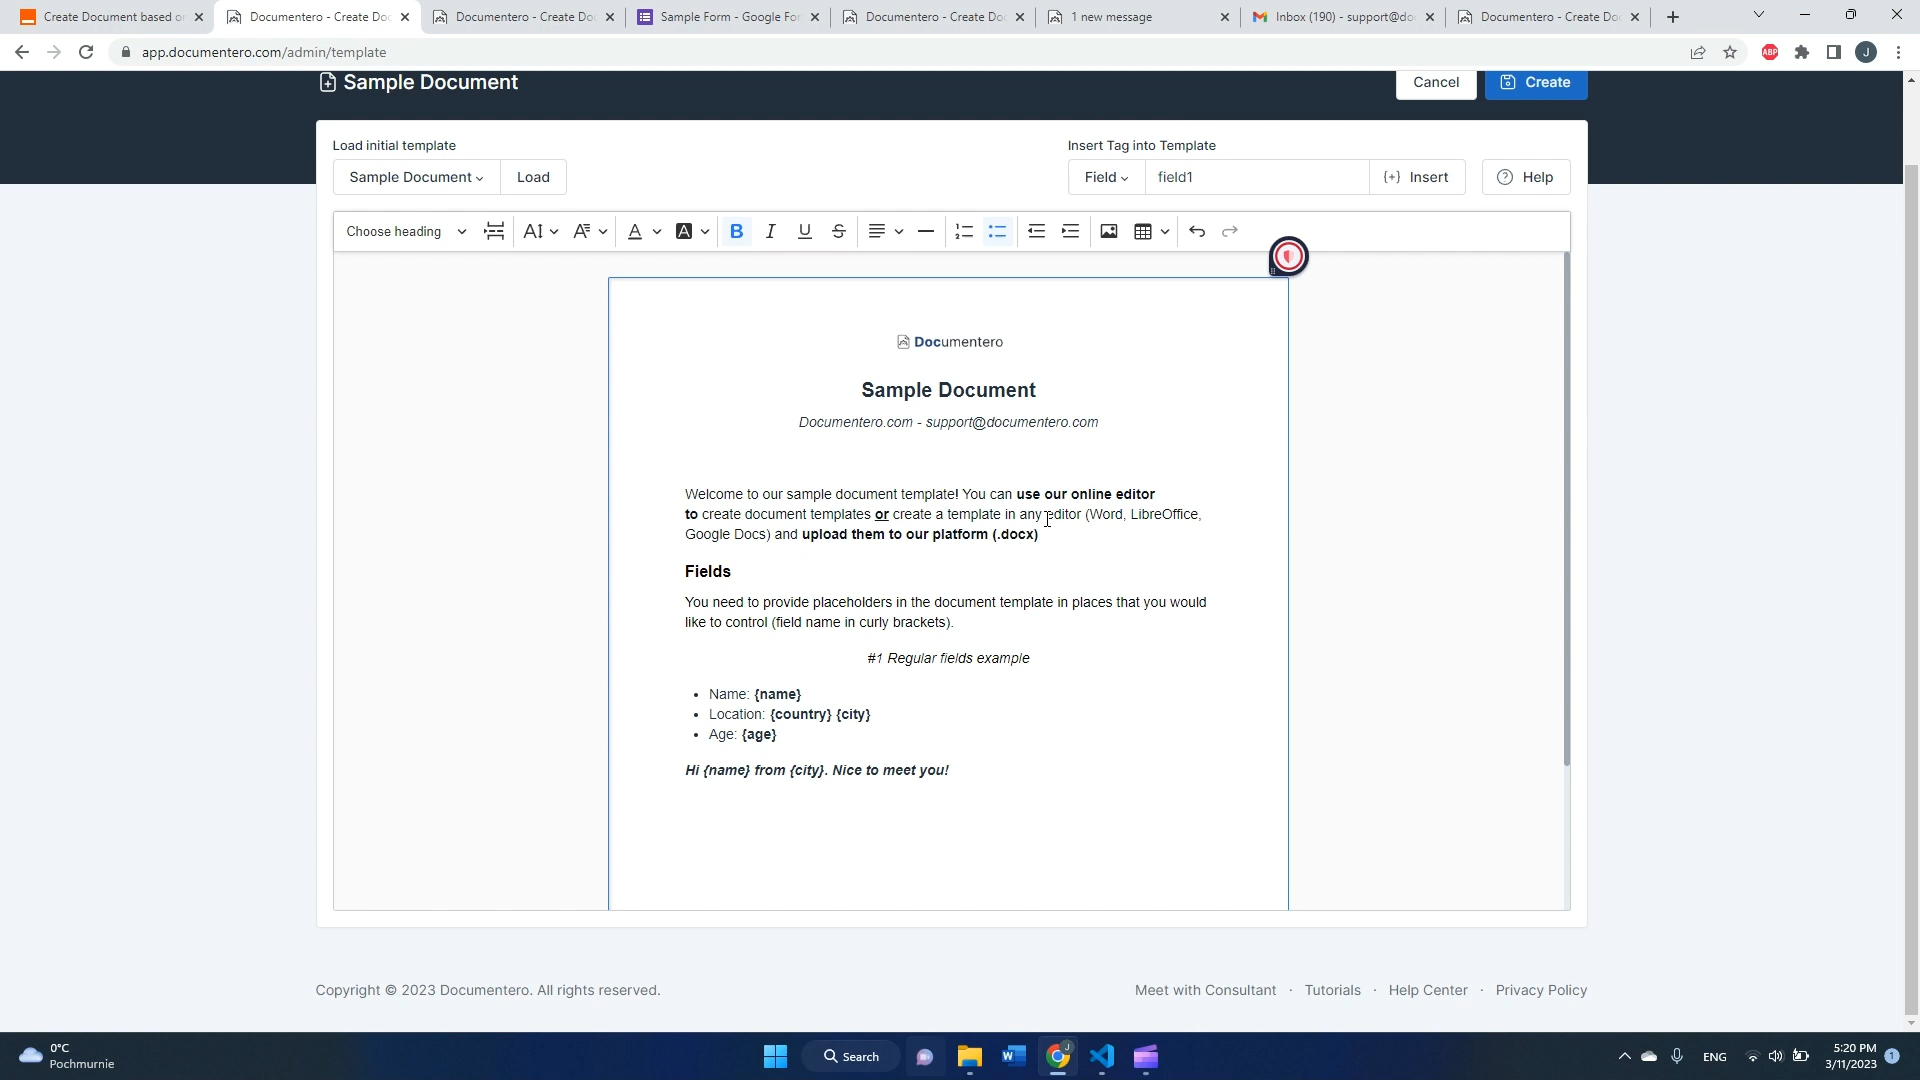 Create Document based o
Documentero - Create Do
Documentero - Create Do
Sample Form - Google For
Documentero - Create Do
1 new message
Inbox (190) - support@do
Documentero - Create Do
app.documentero.com/admin/template
ABP
J
Sample Document
Cancel
Create
Load initial template
Insert Tag into Template
Sample Document
Load
Field
field1
{+} Insert
? Help
Choose heading
Documentero
Sample Document
Documentero.com - support@documentero.com
Welcome to our sample document template! You can use our online editor
to create document templates or create a template in any editor (Word, LibreOffice,
Google Docs) and upload them to our platform (.docx)
Fields
You need to provide placeholders in the document template in places that you would
like to control (field name in curly brackets).
#1 Regular fields example
• Name: {name}
• Location: {country} {city}
• Age: {age}
Hi {name} from {city}. Nice to meet you!
Copyright © 2023 Documentero. All rights reserved.
Meet with Consultant · Tutorials · Help Center · Privacy Policy
0°C
Pochmurnie
Search
ENG
5:20 PM
3/11/2023
1